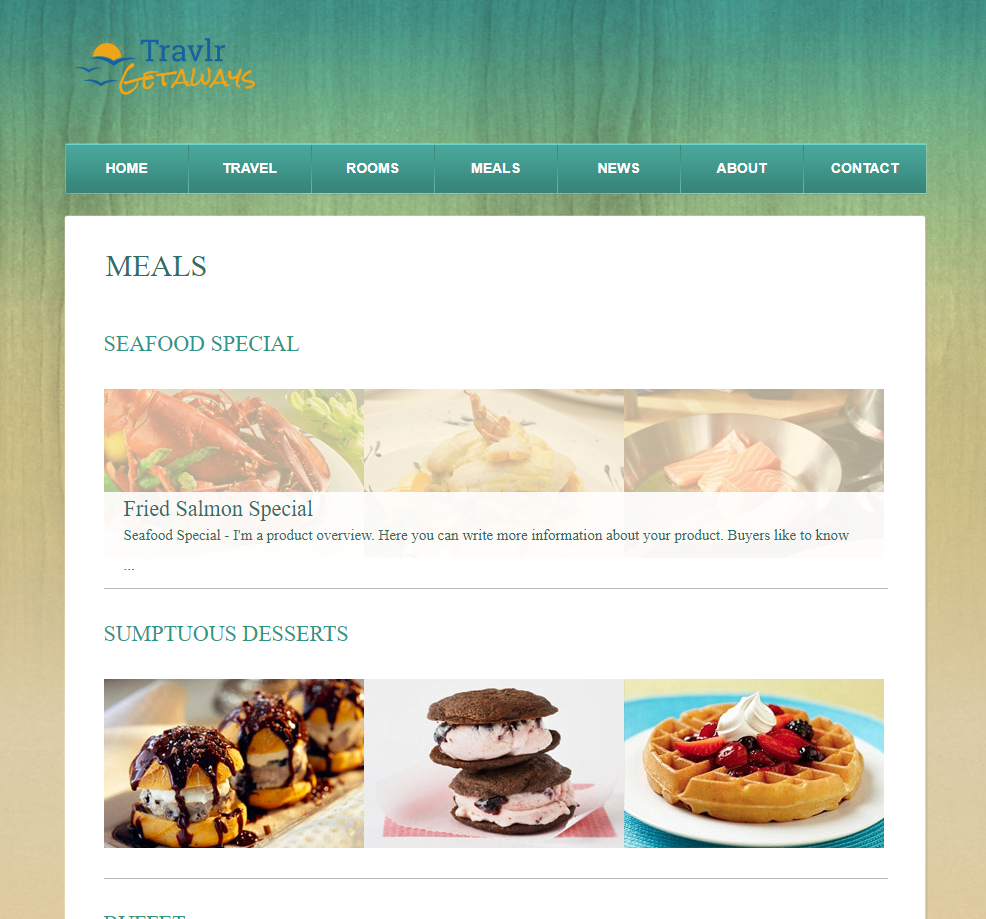 Travlr
Getaways
HOME TRAVEL ROOMS MEALS NEWS ABOUT CONTACT
MEALS
SEAFOOD SPECIAL
Fried Salmon Special
Seafood Special - I'm a product overview. Here you can write more information about your product. Buyers like to know
...
SUMPTUOUS DESSERTS
BUFFET